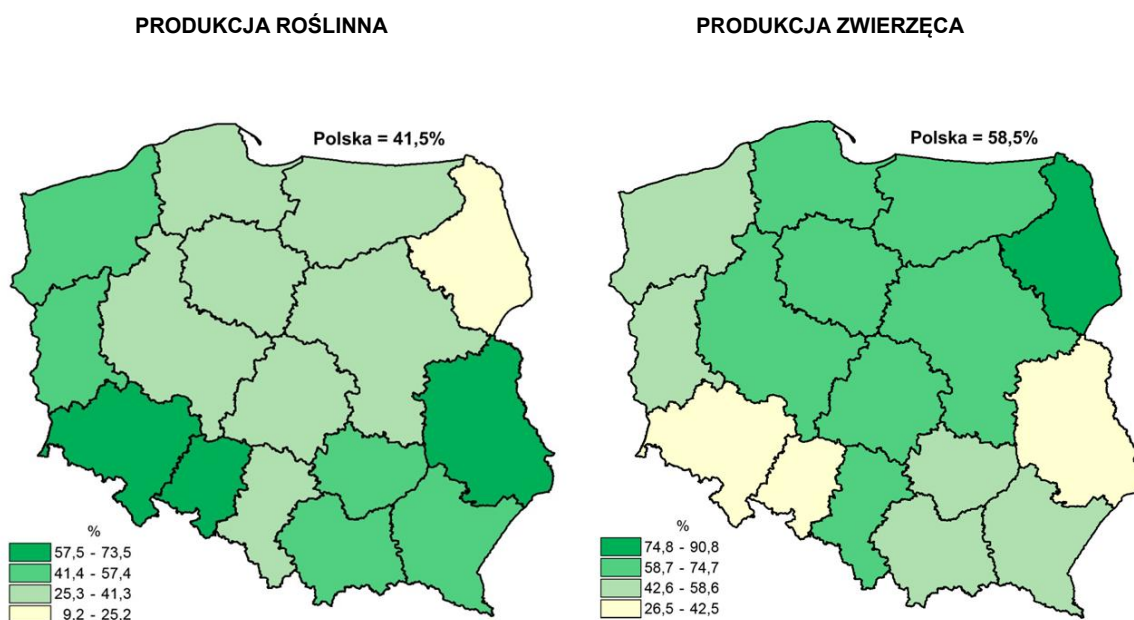 PRODUKCJA ROŚLINNA
PRODUKCJA ZWIERZĘCA
Polska = 41,5%
Polska = 58,5%
%
57,5 - 73,5
41,4 - 57,4
25,3 - 41,3
9,2 - 25,2
%
74,8 - 90,8
58,7 - 74,7
42,6 - 58,6
26,5 - 42,5